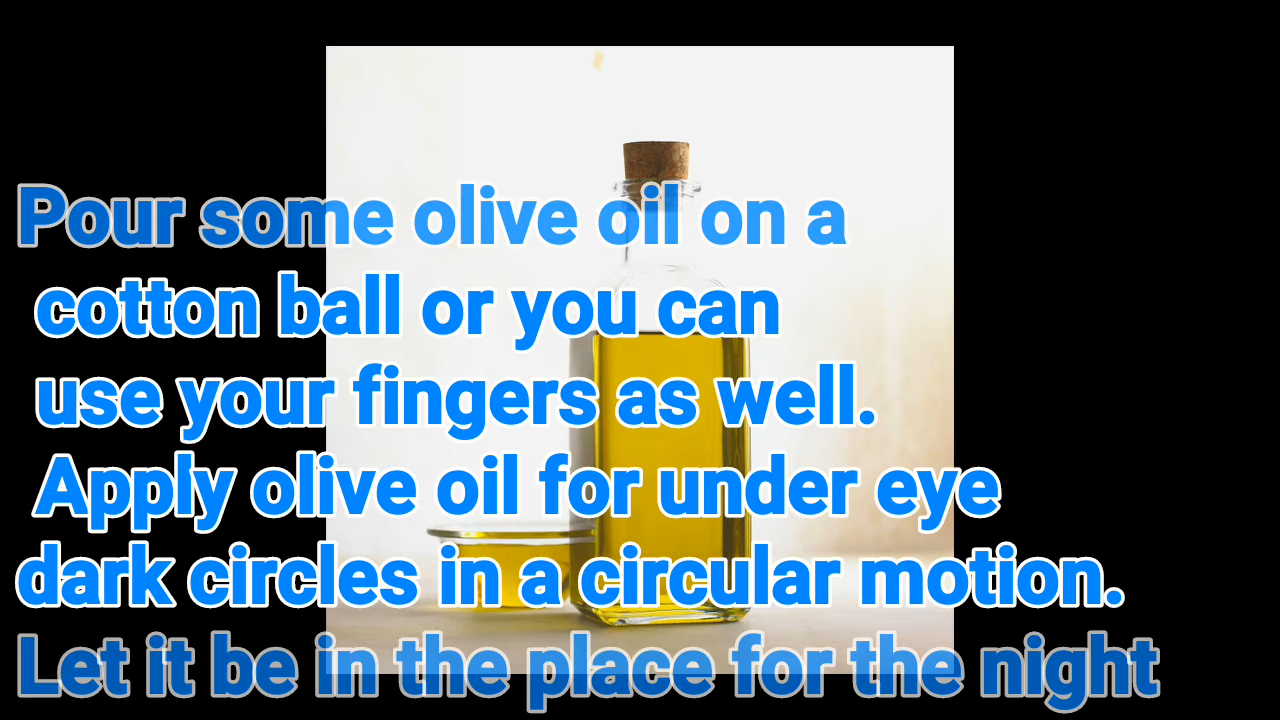 Pour some olive oil on a
cotton ball or you can
use your fingers as well.
Apply olive oil for under eye
dark circles in a circular motion.
Let it be in the place for the night